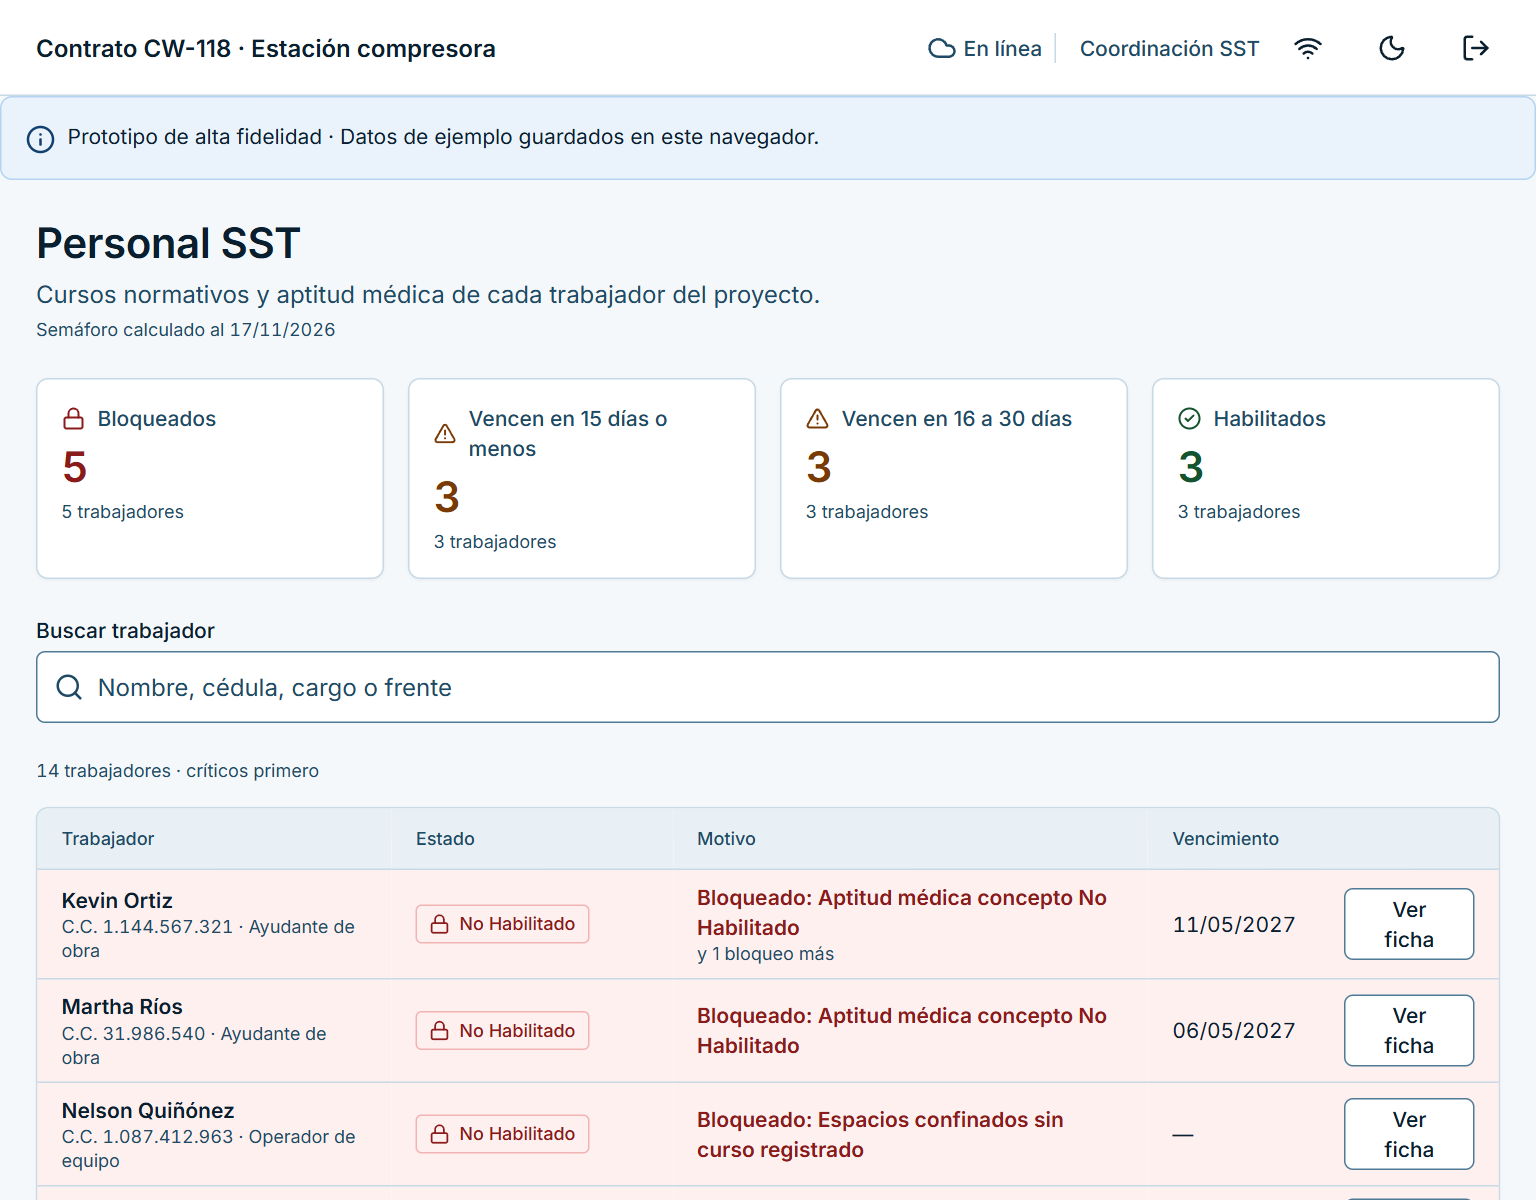 Contrato CW-118 · Estación compresora
En línea
Coordinación SST
Prototipo de alta fidelidad · Datos de ejemplo guardados en este navegador.
Personal SST
Cursos normativos y aptitud médica de cada trabajador del proyecto.
Semáforo calculado al 17/11/2026
Bloqueados
5
5 trabajadores
Vencen en 15 días o
menos
3
3 trabajadores
Vencen en 16 a 30 días
3
3 trabajadores
Habilitados
3
3 trabajadores
Buscar trabajador
Nombre, cédula, cargo o frente
14 trabajadores · críticos primero
Trabajador
Estado
Motivo
Vencimiento
Kevin Ortiz
C.C. 1.144.567.321 · Ayudante de
obra
No Habilitado
Bloqueado: Aptitud médica concepto No
Habilitado
y 1 bloqueo más
11/05/2027
Ver
ficha
Martha Ríos
C.C. 31.986.540 · Ayudante de
obra
No Habilitado
Bloqueado: Aptitud médica concepto No
Habilitado
06/05/2027
Ver
ficha
Nelson Quiñónez
C.C. 1.087.412.963 · Operador de
equipo
No Habilitado
Bloqueado: Espacios confinados sin
curso registrado
—
Ver
ficha